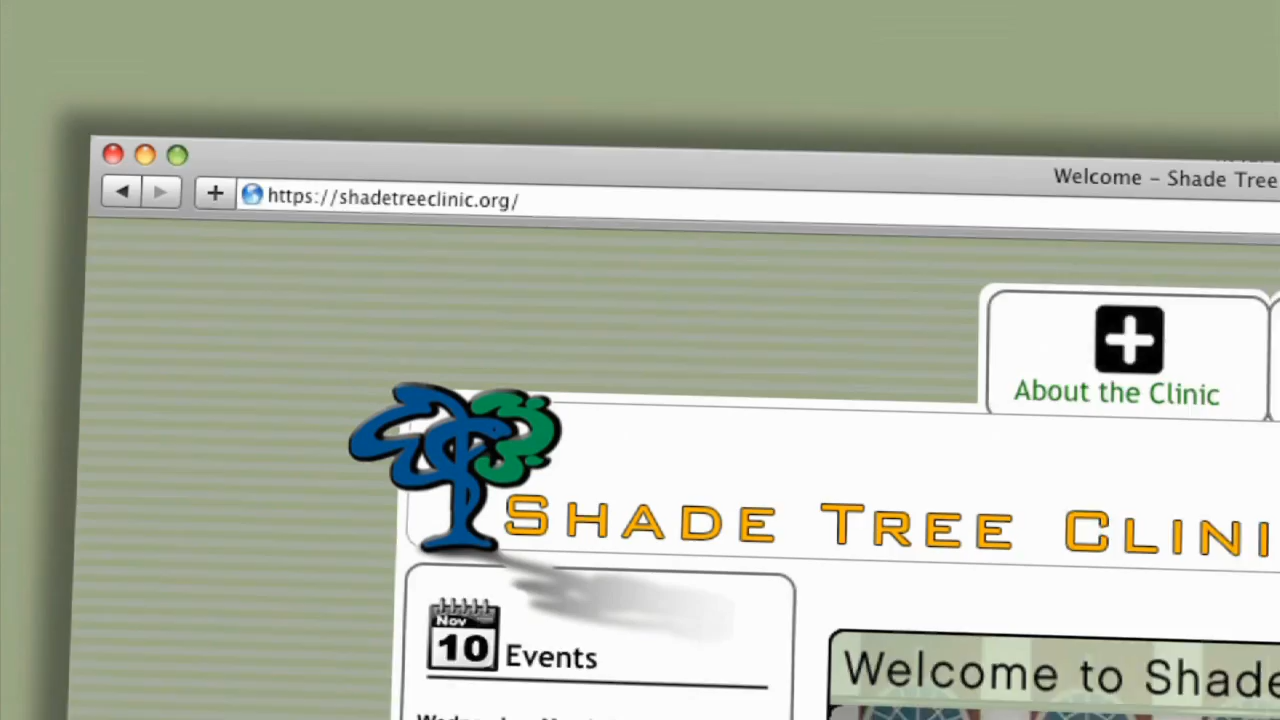 Welcome – Shade Tree
https://shadetreeclinic.org/
About the Clinic
SHADE TREE CLINI
Nov
10
Events
Welcome to Shade